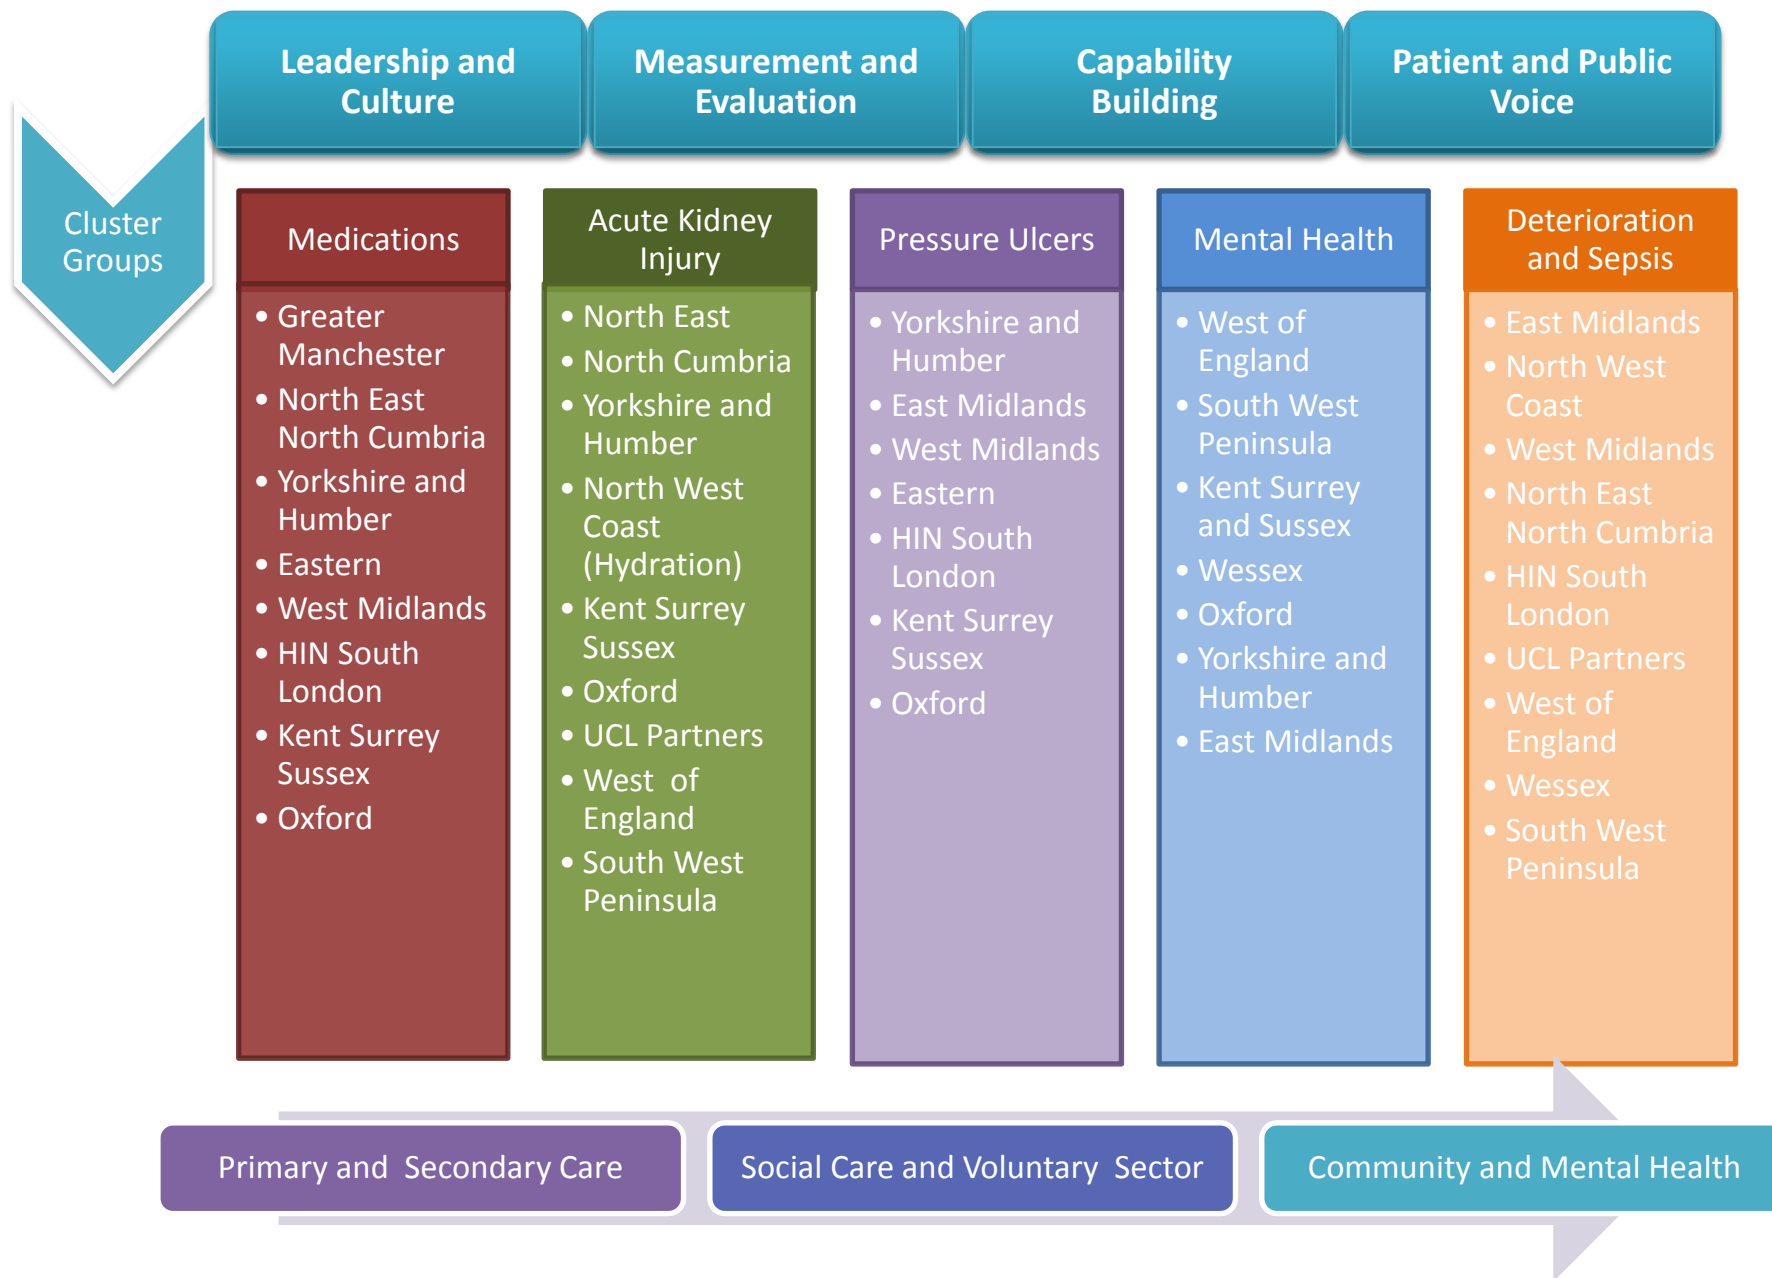 Leadership and
Culture
Measurement and
Evaluation
Capability
Building
Patient and Public
Voice
Cluster
Groups
Medications
• Greater
Manchester
• North East
North Cumbria
• Yorkshire and
Humber
• Eastern
• West Midlands
• HIN South
London
• Kent Surrey
Sussex
• Oxford
Acute Kidney
Injury
• North East
• North Cumbria
• Yorkshire and
Humber
• North West
Coast
(Hydration)
• Kent Surrey
Sussex
• Oxford
• UCL Partners
• West  of
England
• South West
Peninsula
Pressure Ulcers
• Yorkshire and
Humber
• East Midlands
• West Midlands
• Eastern
• HIN South
London
• Kent Surrey
Sussex
• Oxford
Mental Health
• West of
England
• South West
Peninsula
• Kent Surrey
and Sussex
• Wessex
• Oxford
• Yorkshire and
Humber
• East Midlands
Deterioration
and Sepsis
• East Midlands
• North West
Coast
• West Midlands
• North East
North Cumbria
• HIN South
London
• UCL Partners
• West of
England
• Wessex
• South West
Peninsula
Primary and  Secondary Care
Social Care and Voluntary  Sector
Community and Mental Health